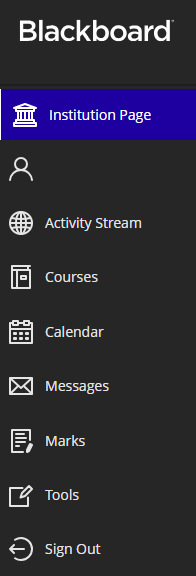 Blackboard
Institution Page
Activity Stream
Courses
Calendar
Messages
Marks
Tools
Sign Out